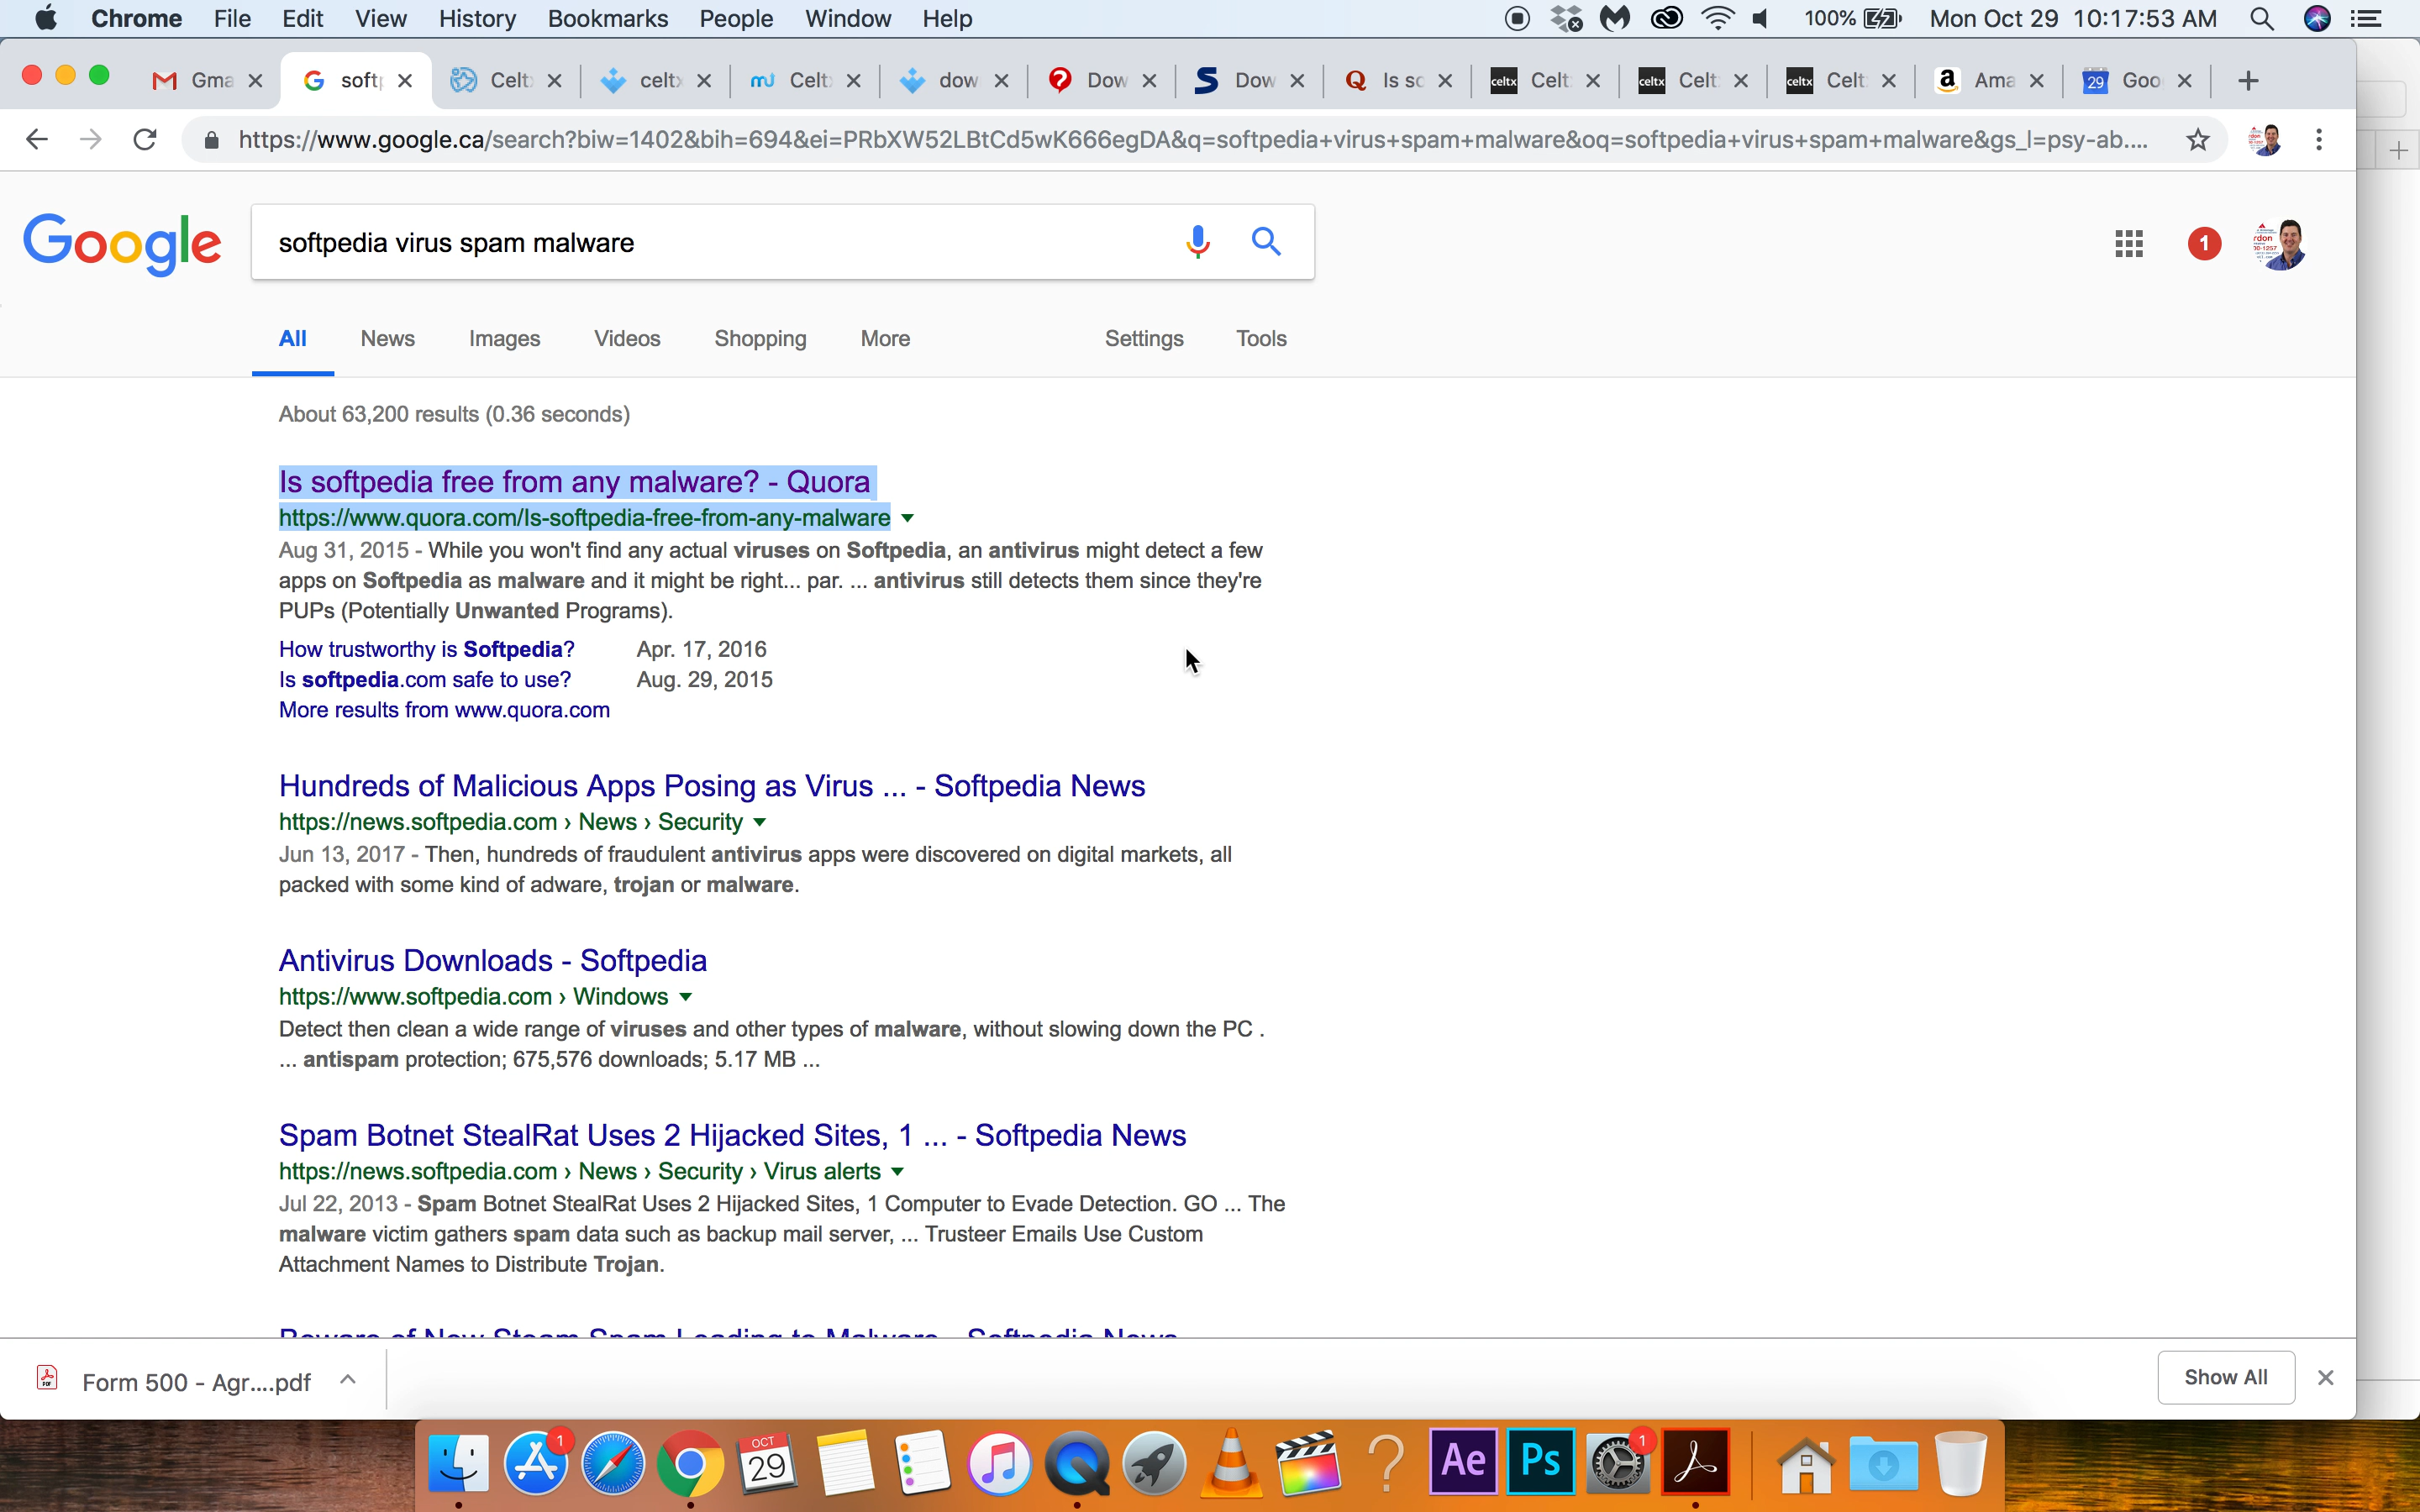 Chrome File Edit View History Bookmarks People Window Help 100% Mon Oct 29 10:17:53 AM
Gma soft Celt celtx Celt dow Dow Dow Is so Celt Celt Celt Ama Goo
https://www.google.ca/search?biw=1402&bih=694&ei=PRbXW52LBtCd5wK666egDA&q=softpedia+virus+spam+malware&oq=softpedia+virus+spam+malware&gs_l=psy-ab....
Google softpedia virus spam malware 1
All News Images Videos Shopping More Settings Tools
About 63,200 results (0.36 seconds)
Is softpedia free from any malware? - Quora
https://www.quora.com/Is-softpedia-free-from-any-malware
Aug 31, 2015 - While you won't find any actual viruses on Softpedia, an antivirus might detect a few
apps on Softpedia as malware and it might be right... par. ... antivirus still detects them since they're
PUPs (Potentially Unwanted Programs).
How trustworthy is Softpedia? Apr. 17, 2016
Is softpedia.com safe to use? Aug. 29, 2015
More results from www.quora.com
Hundreds of Malicious Apps Posing as Virus ... - Softpedia News
https://news.softpedia.com › News › Security
Jun 13, 2017 - Then, hundreds of fraudulent antivirus apps were discovered on digital markets, all
packed with some kind of adware, trojan or malware.
Antivirus Downloads - Softpedia
https://www.softpedia.com › Windows
Detect then clean a wide range of viruses and other types of malware, without slowing down the PC .
... antispam protection; 675,576 downloads; 5.17 MB ...
Spam Botnet StealRat Uses 2 Hijacked Sites, 1 ... - Softpedia News
https://news.softpedia.com › News › Security › Virus alerts
Jul 22, 2013 - Spam Botnet StealRat Uses 2 Hijacked Sites, 1 Computer to Evade Detection. GO ... The
malware victim gathers spam data such as backup mail server, ... Trusteer Emails Use Custom
Attachment Names to Distribute Trojan.
Beware of New Steam Spam Leading to Malware - Softpedia News
Form 500 - Agr....pdf Show All
1 OCT 29 Ae Ps 1